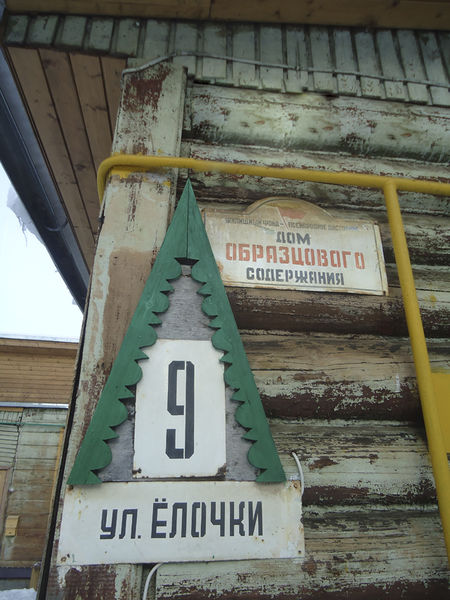 ДОМ
ОБРАЗЦОВОГО
СОДЕРЖАНИЯ
9
УЛ. ЁЛОЧКИ